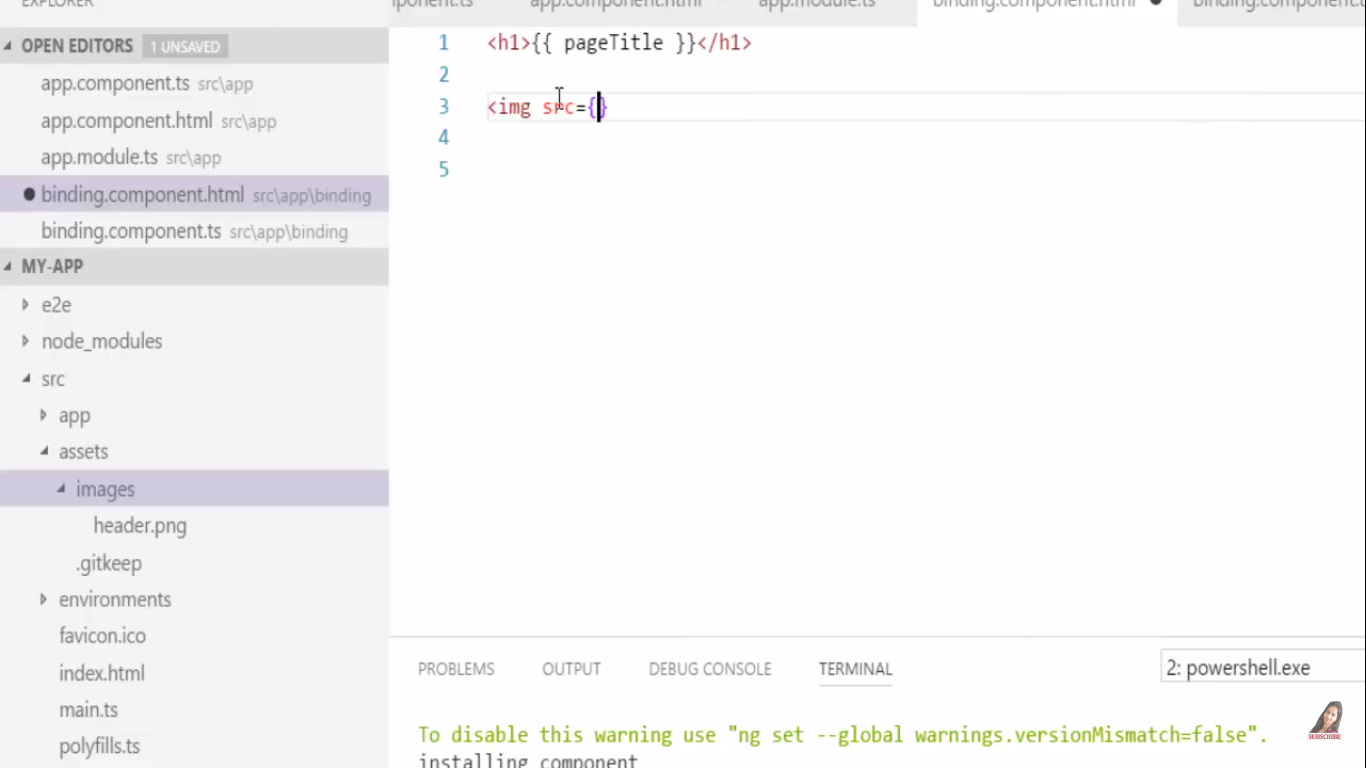 EXPLORER
ponent.ts app.component.html app.module.ts binding.component.html binding.component.t
OPEN EDITORS 1 UNSAVED
app.component.ts src\app
app.component.html src\app
app.module.ts src\app
binding.component.html src\app\binding
binding.component.ts src\app\binding
MY-APP
e2e
node_modules
src
app
assets
images
header.png
.gitkeep
environments
favicon.ico
index.html
main.ts
polyfills.ts
1 <h1>{{ pageTitle }}</h1>
2
3 <img src={}
4
5
PROBLEMS OUTPUT DEBUG CONSOLE TERMINAL 2: powershell.exe
To disable this warning use "ng set --global warnings.versionMismatch=false".
installing component
SUBSCRIBE